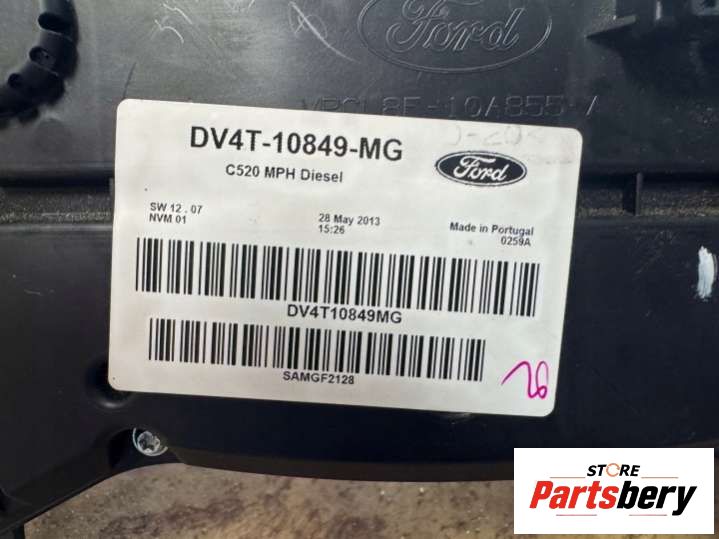 Ford
DV4T-10849-MG
Ford
C520 MPH Diesel
SW 12 . 07
NVM 01
28 May 2013
15:26
Made in Portugal
0259A
DV4T10849MG
SAMGF2128
STORE
Partsbery